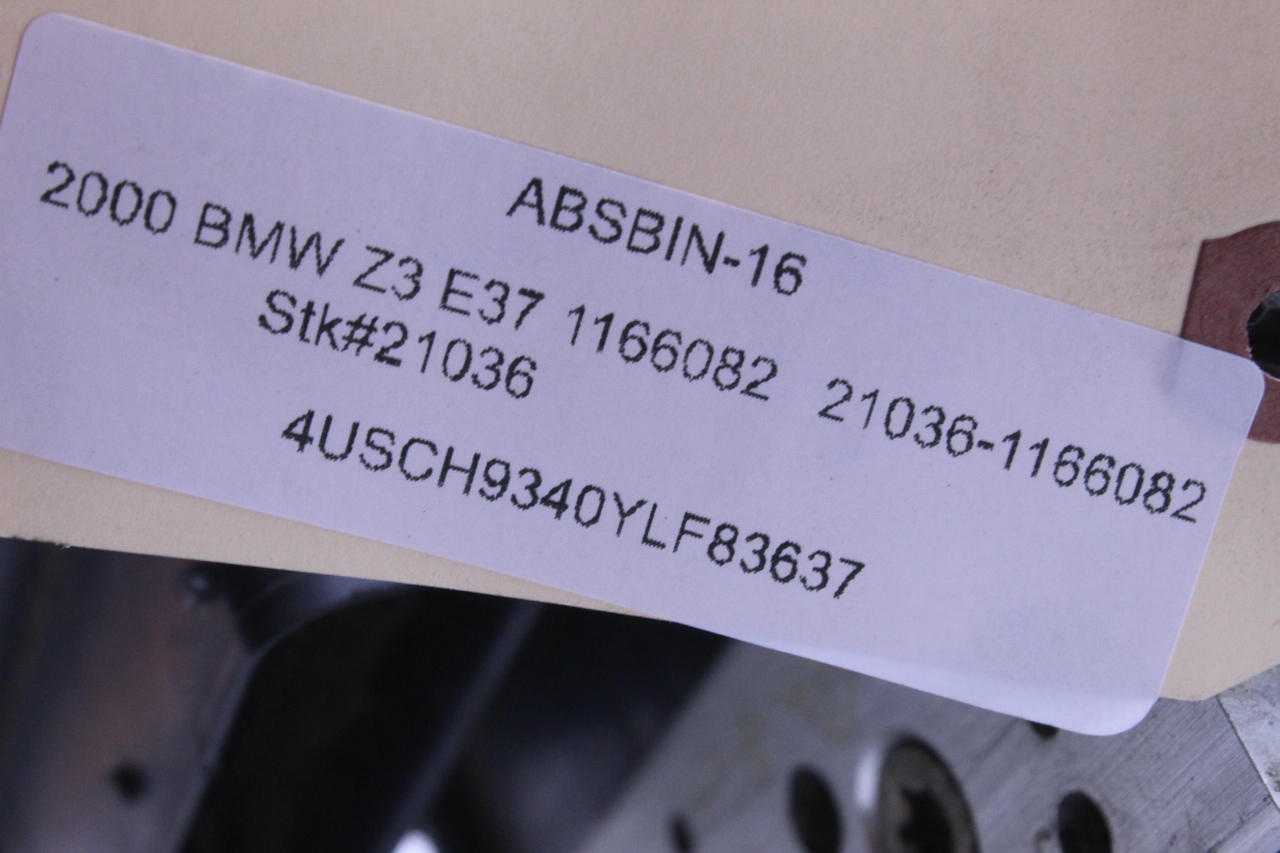 ABSBIN-16
2000 BMW Z3 E37 1166082 21036-1166082
Stk#21036
4USCH9340YLF83637